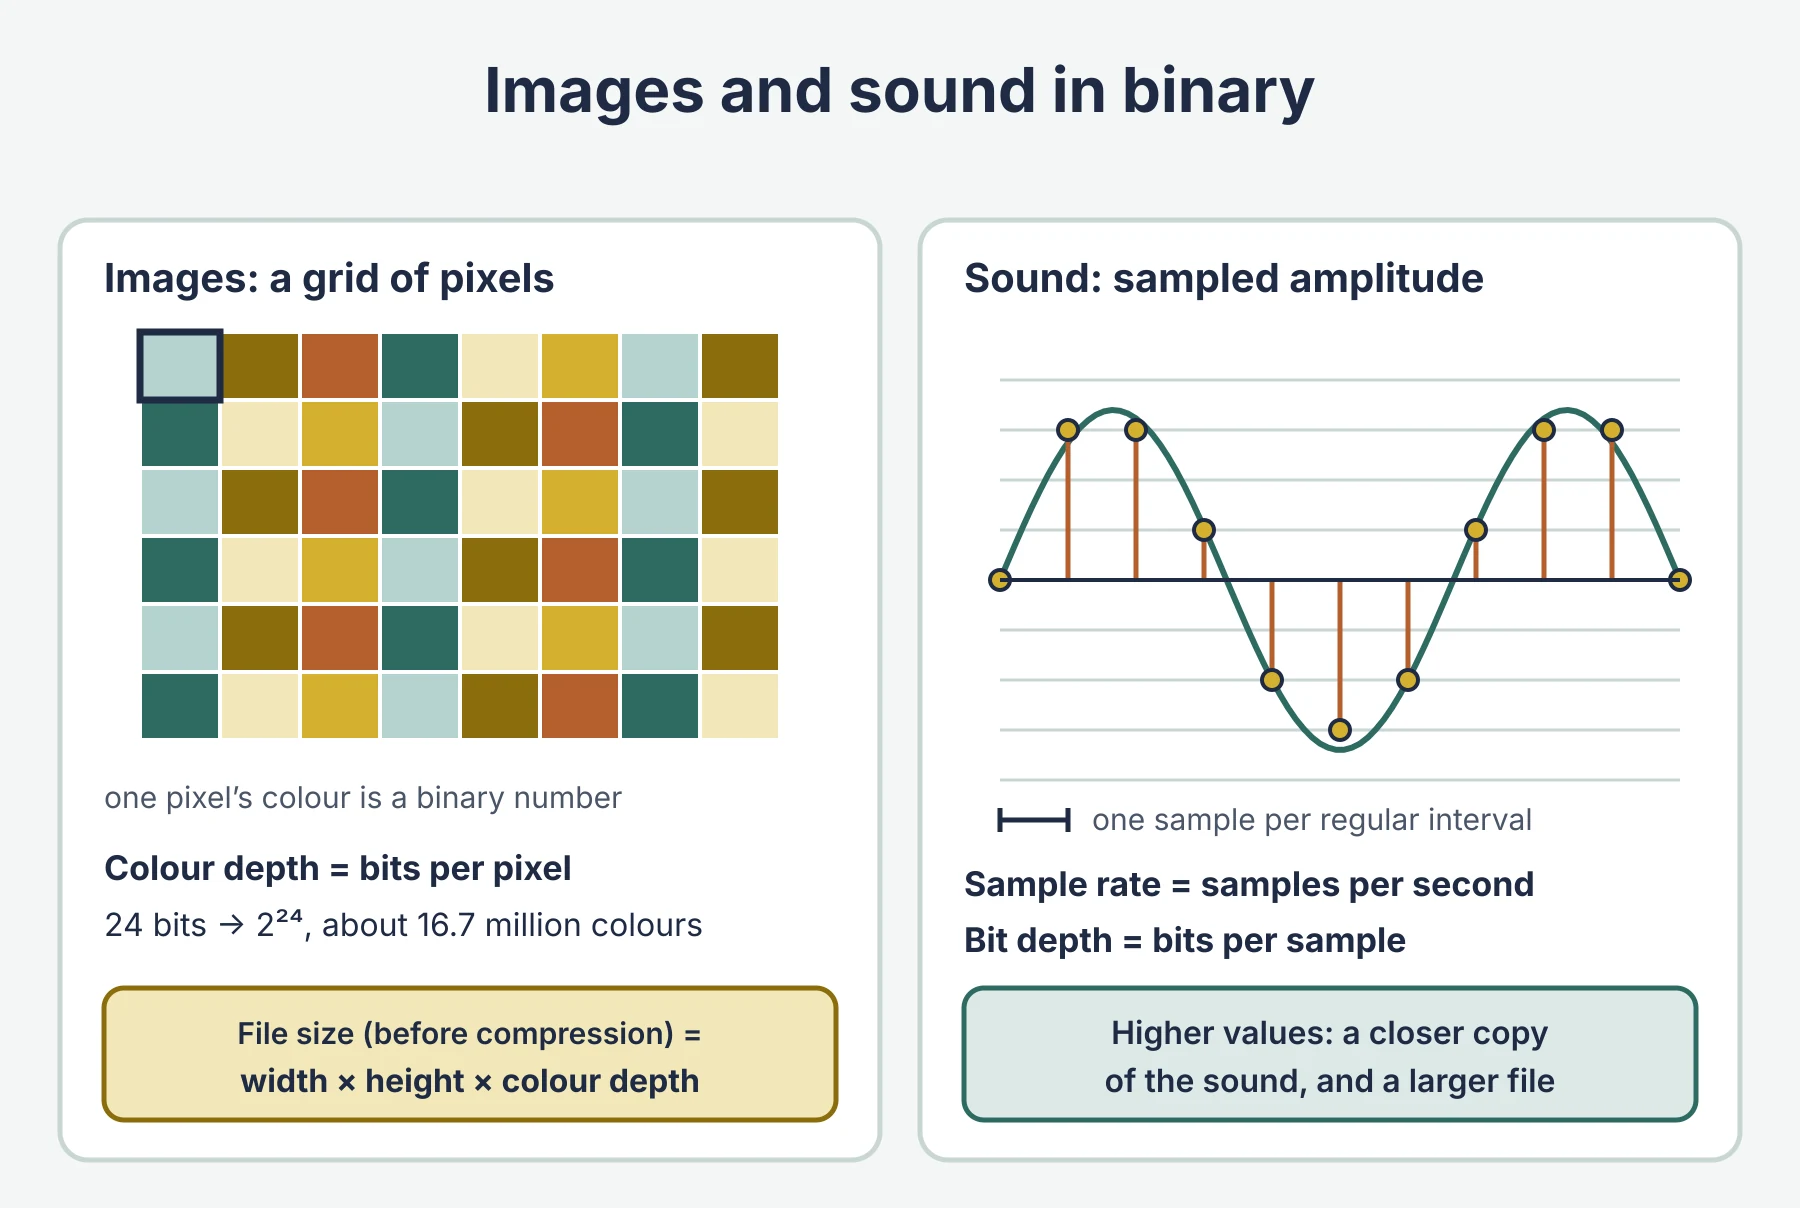 Images and sound in binary
Images: a grid of pixels
one pixel’s colour is a binary number
Colour depth = bits per pixel
24 bits → 2²⁴, about 16.7 million colours
File size (before compression) =
width × height × colour depth
Sound: sampled amplitude
one sample per regular interval
Sample rate = samples per second
Bit depth = bits per sample
Higher values: a closer copy
of the sound, and a larger file